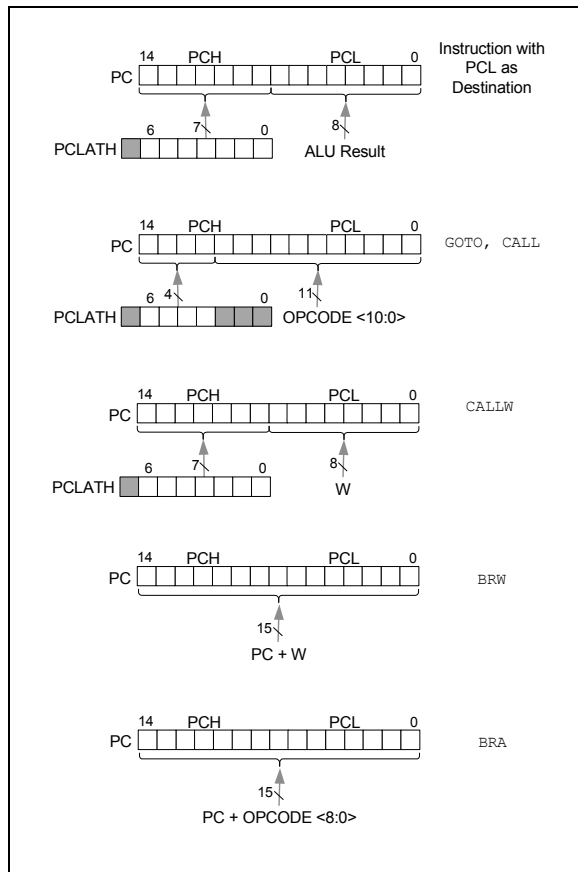 14 PCH PCL 0
PC
Instruction with
PCL as
Destination
6 7 0 8
PCLATH
ALU Result
14 PCH PCL 0
PC
GOTO, CALL
6 4 0 11
PCLATH
OPCODE <10:0>
14 PCH PCL 0
PC
CALLW
6 7 0 8
PCLATH
W
14 PCH PCL 0
PC
BRW
15
PC + W
14 PCH PCL 0
PC
BRA
15
PC + OPCODE <8:0>